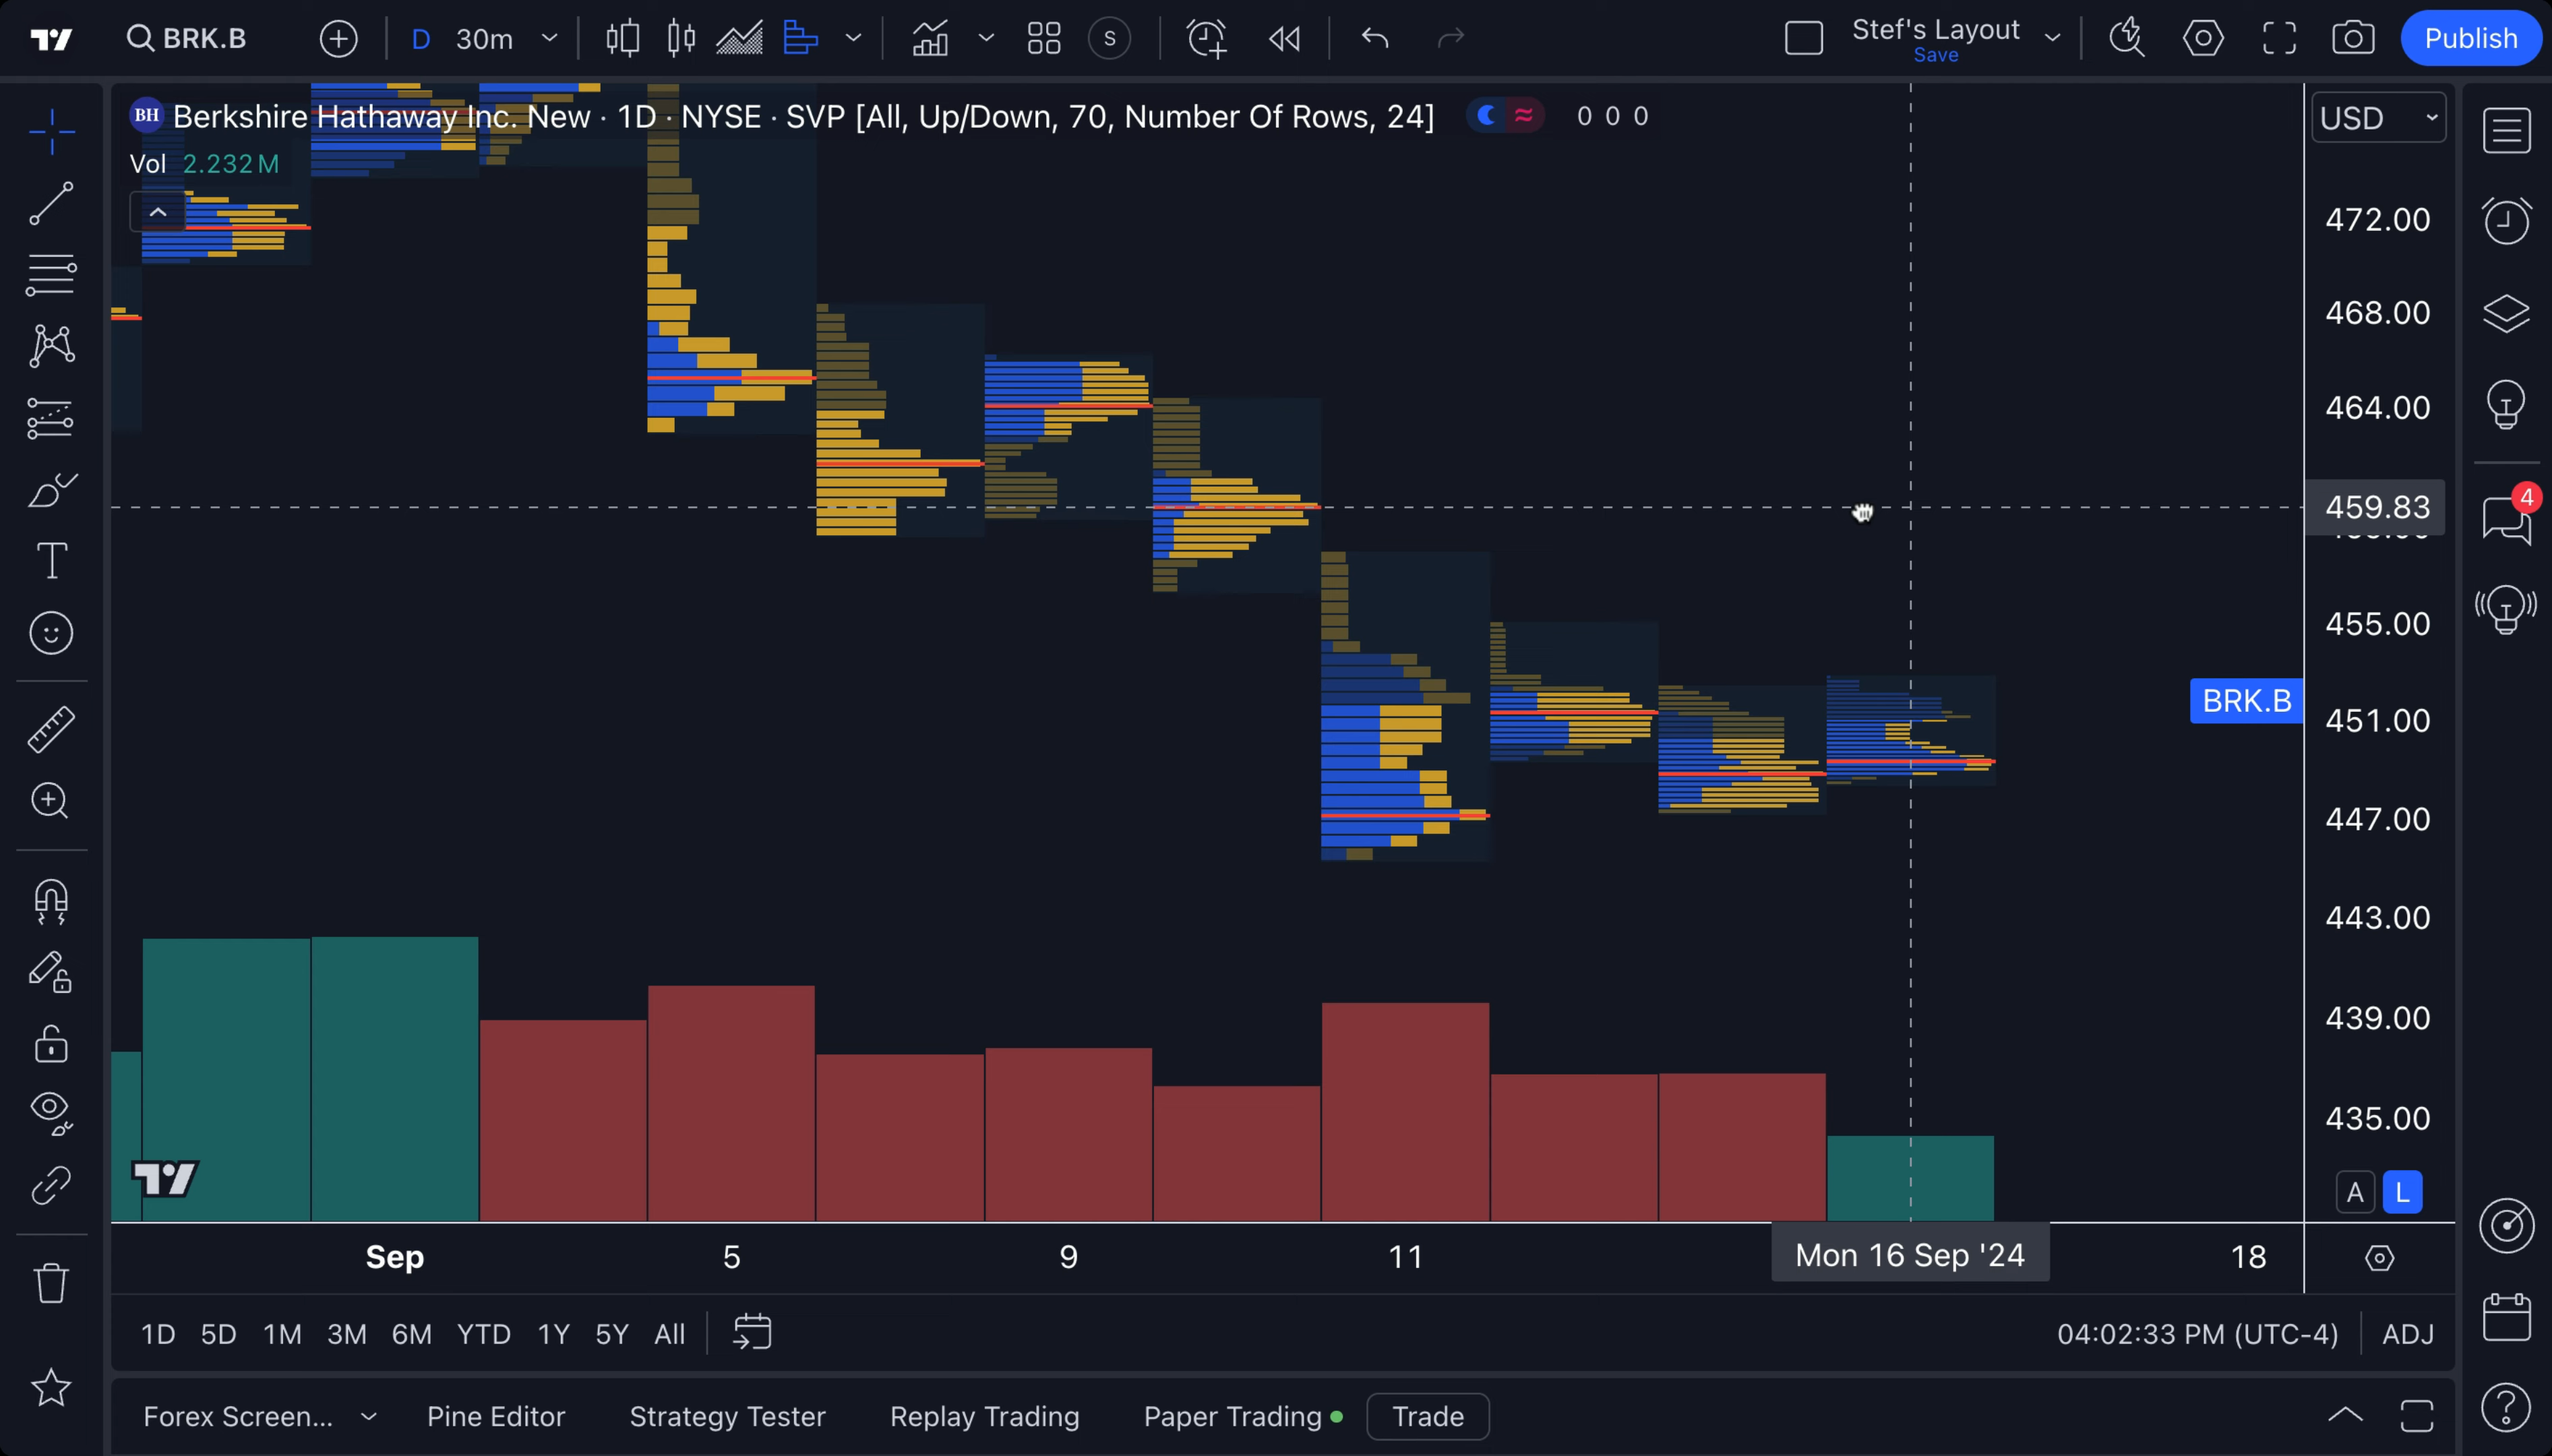 BRK.B
D 30m
S
Stef's Layout
Save
Publish
BH Berkshire Hathaway Inc. New · 1D · NYSE · SVP [All, Up/Down, 70, Number Of Rows, 24] 0 0 0
Vol 2.232 M
USD
472.00
468.00
464.00
459.83
455.00
BRK.B
451.00
447.00
443.00
439.00
435.00
A L
4
Sep 5 9 11 Mon 16 Sep '24 18
1D 5D 1M 3M 6M YTD 1Y 5Y All
04:02:33 PM (UTC-4) ADJ
Forex Screen... Pine Editor Strategy Tester Replay Trading Paper Trading Trade